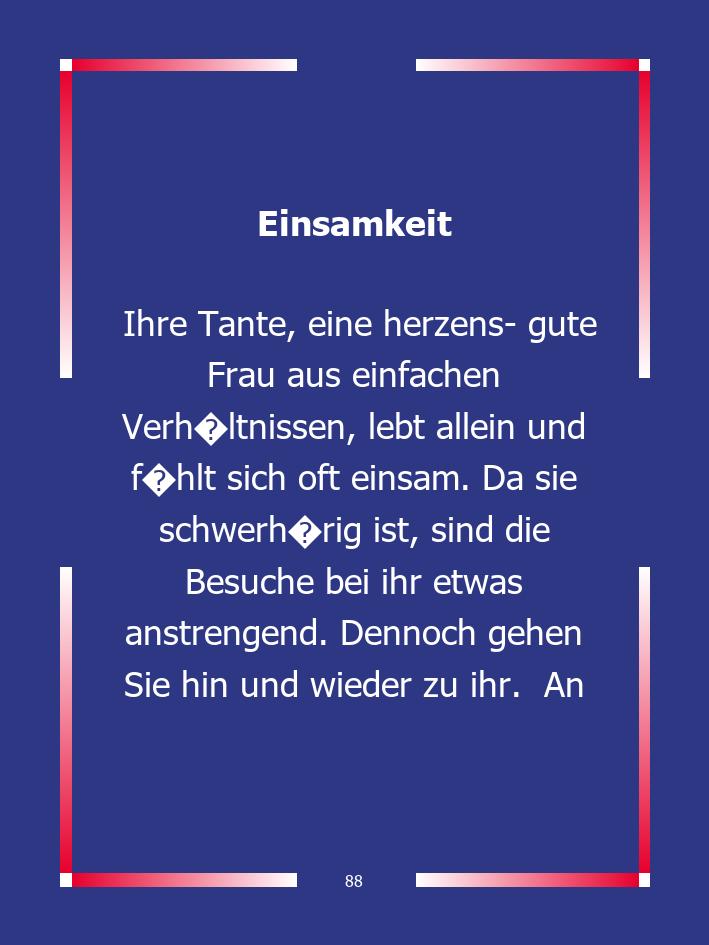 Einsamkeit
Ihre Tante, eine herzens- gute
Frau aus einfachen
Verh�ltnissen, lebt allein und
f�hlt sich oft einsam. Da sie
schwerh�rig ist, sind die
Besuche bei ihr etwas
anstrengend. Dennoch gehen
Sie hin und wieder zu ihr.  An
88